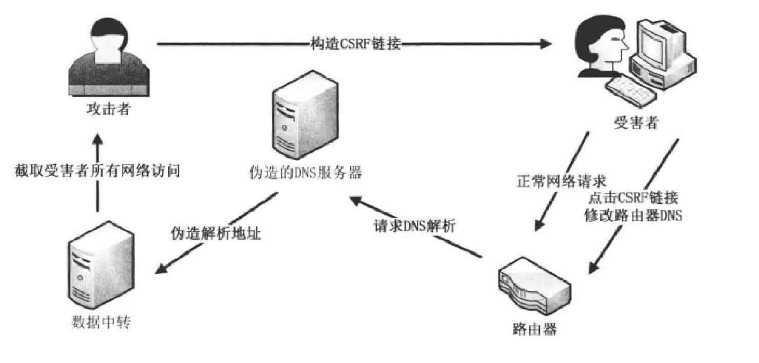 构造CSRF链接
攻击者
受害者
截取受害者所有网络访问
伪造的DNS服务器
正常网络请求
点击CSRF链接
修改路由器DNS
请求DNS解析
伪造解析地址
数据中转
路由器